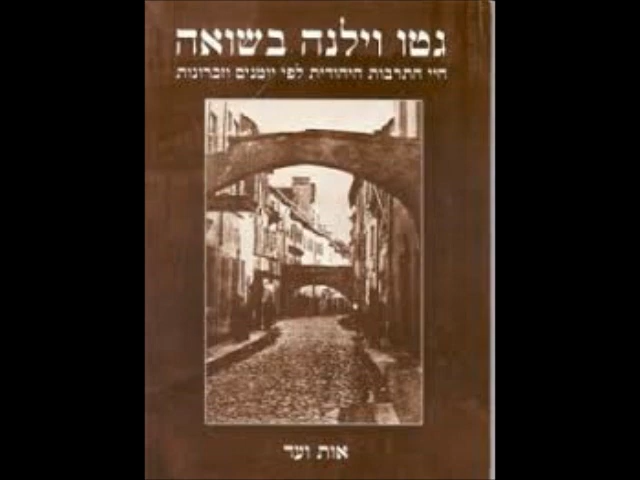 גטו וילנה בשואה
חיי התרבות היהודית לפי יומנים וזכרונות
אות ועד